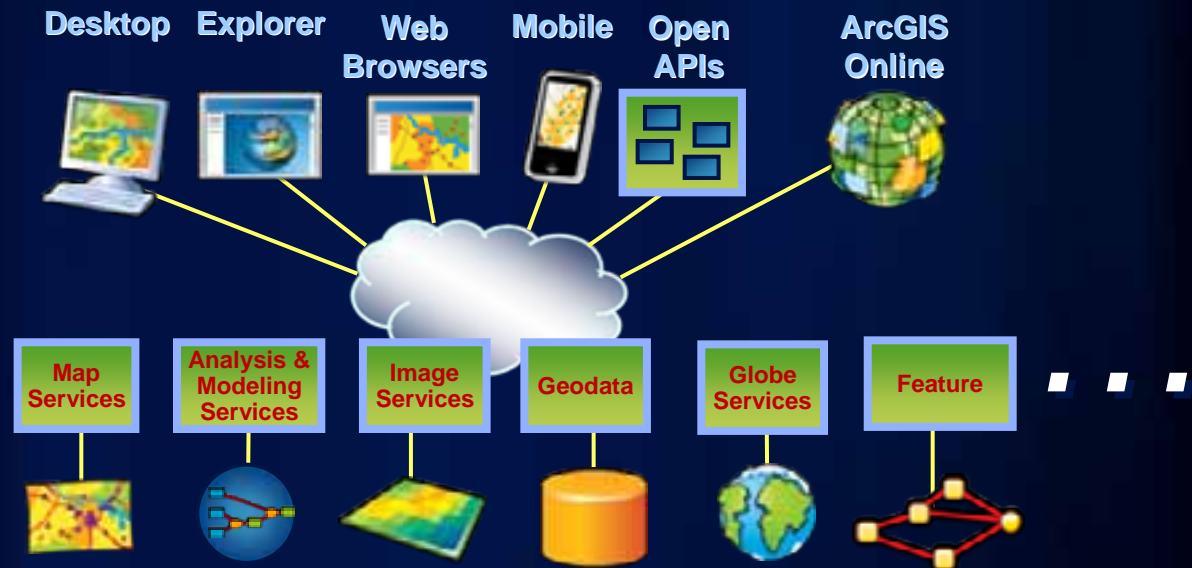 Desktop
Explorer
Web
Browsers
Mobile
Open
APIs
ArcGIS
Online
Map
Services
Analysis &
Modeling
Services
Image
Services
Geodata
Globe
Services
Feature